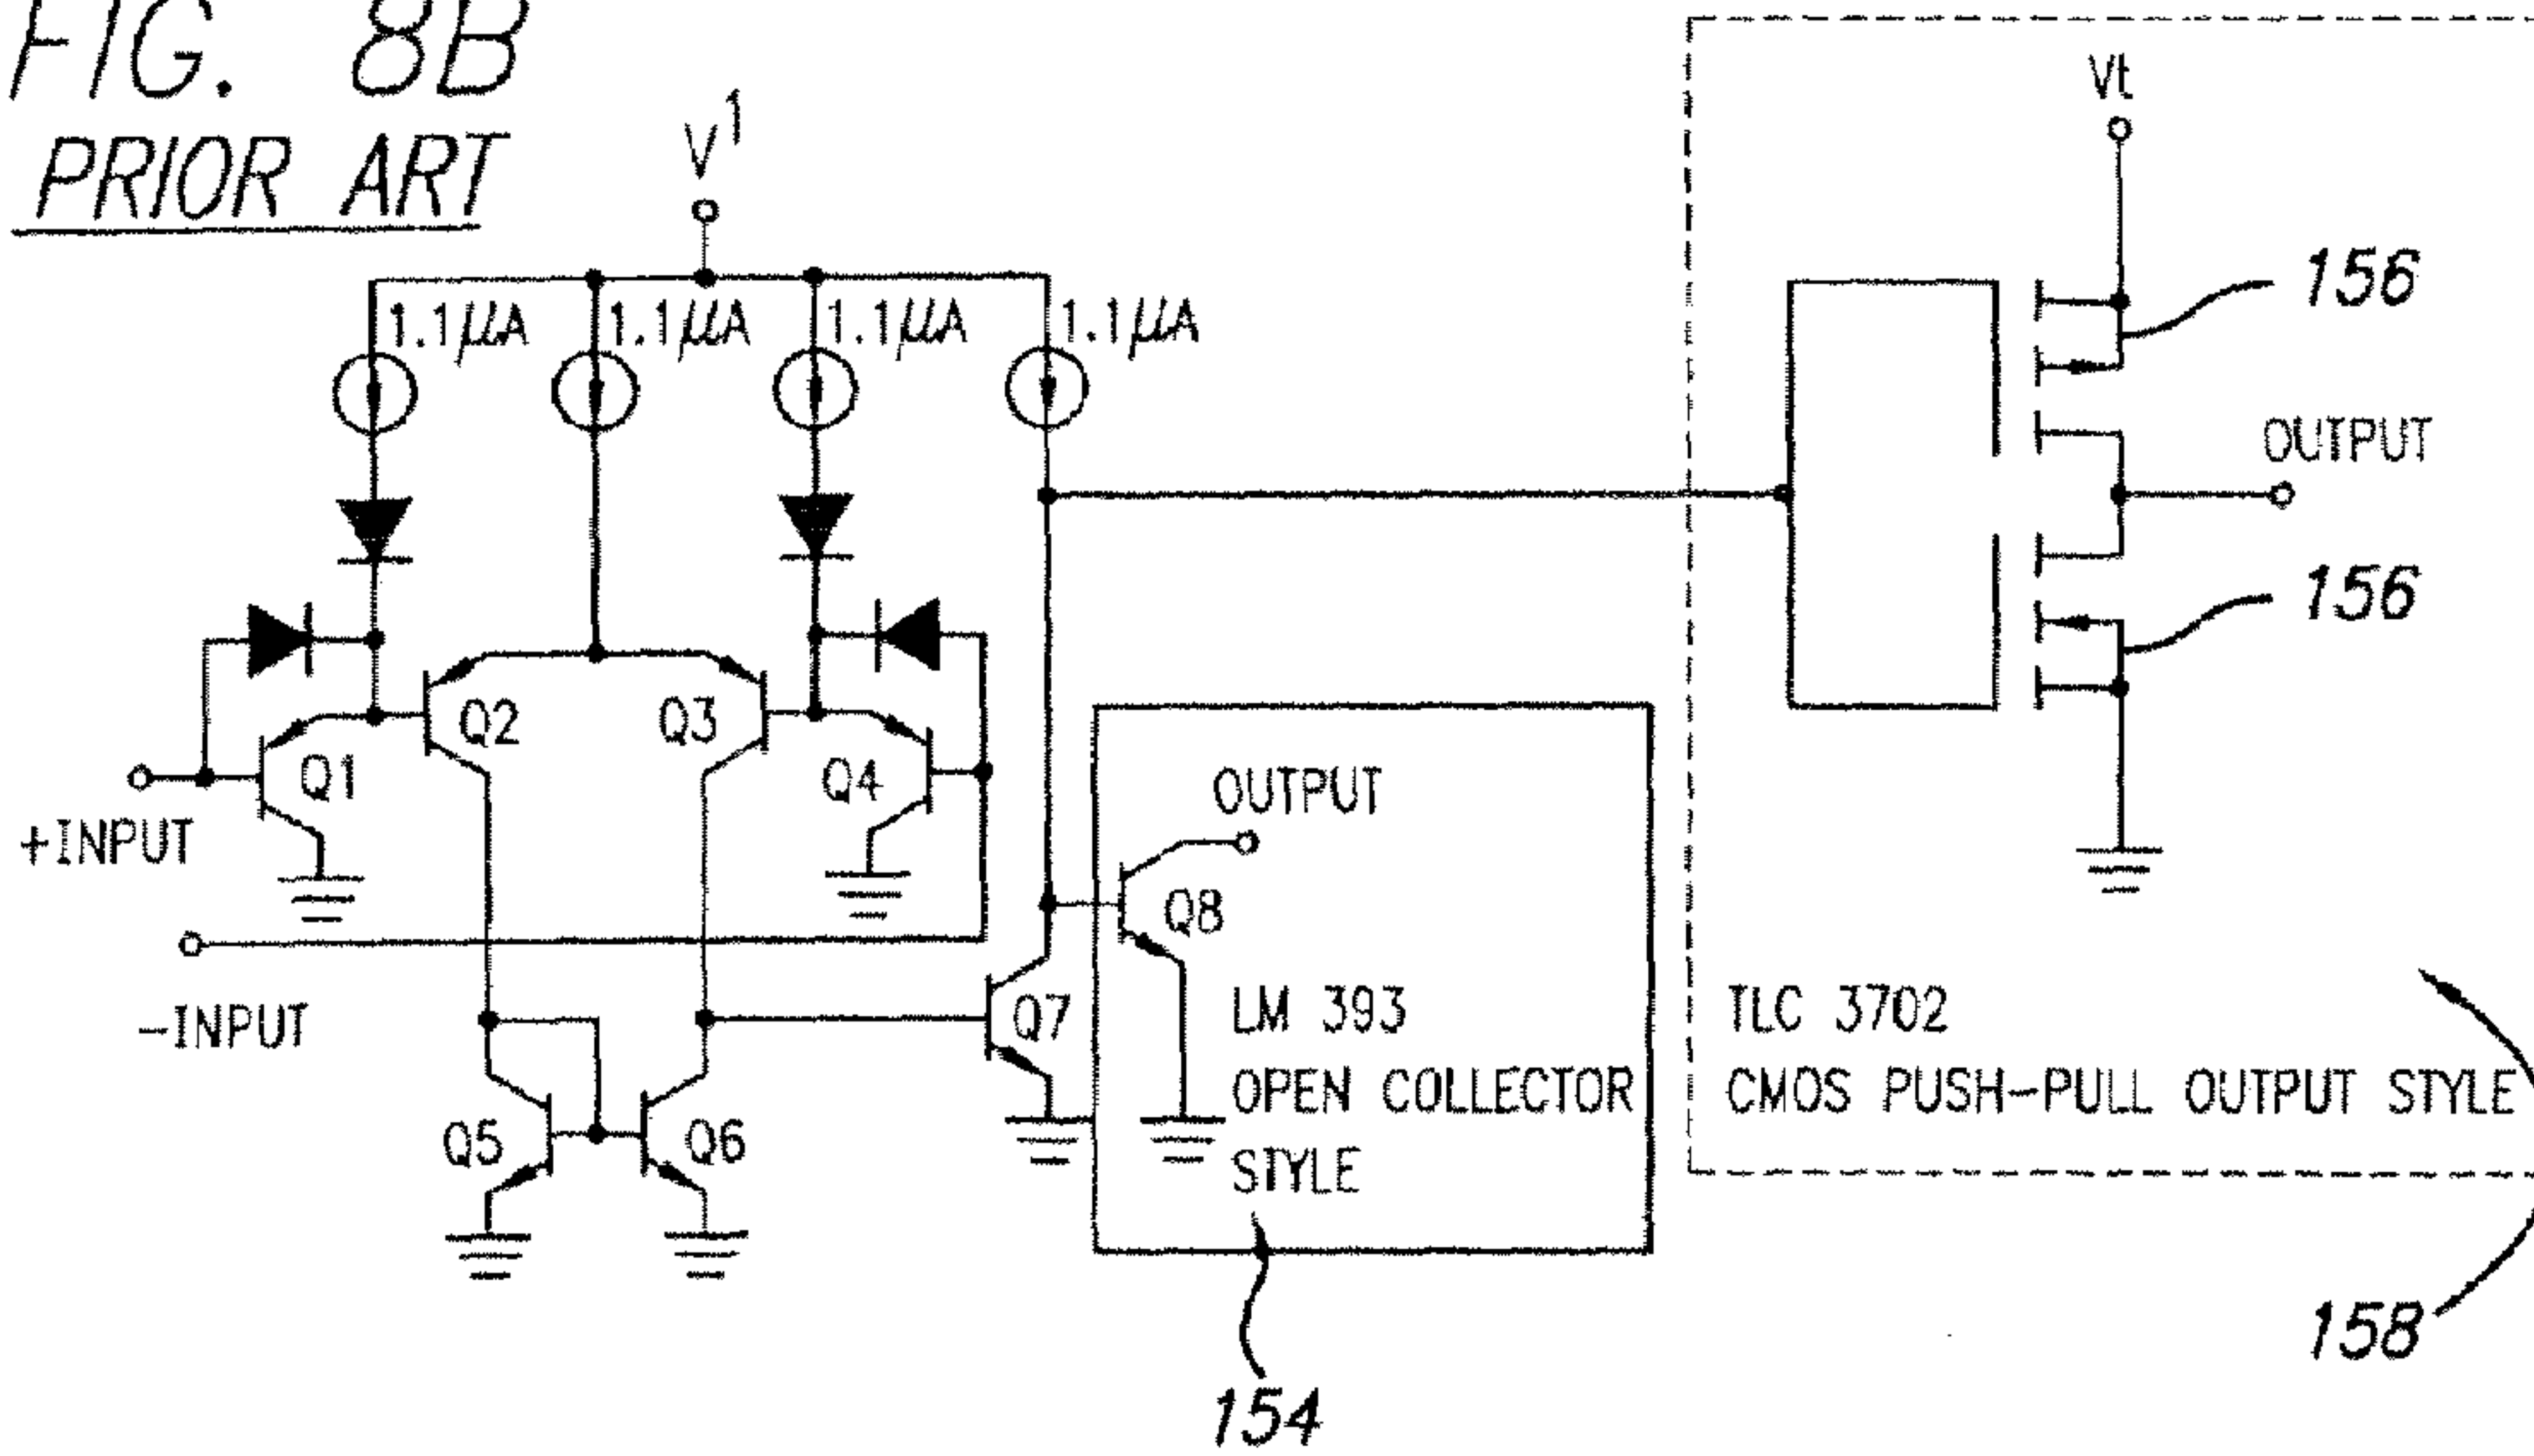 FIG. 8B
PRIOR ART
V1
Vt
1.1μA 1.1μA 1.1μA 1.1μA
156
OUTPUT
156
Q1 Q2 Q3 Q4
+INPUT
OUTPUT
Q8
-INPUT
Q7
LM 393
OPEN COLLECTOR
STYLE
TLC 3702
CMOS PUSH-PULL OUTPUT STYLE
Q5 Q6
158
154